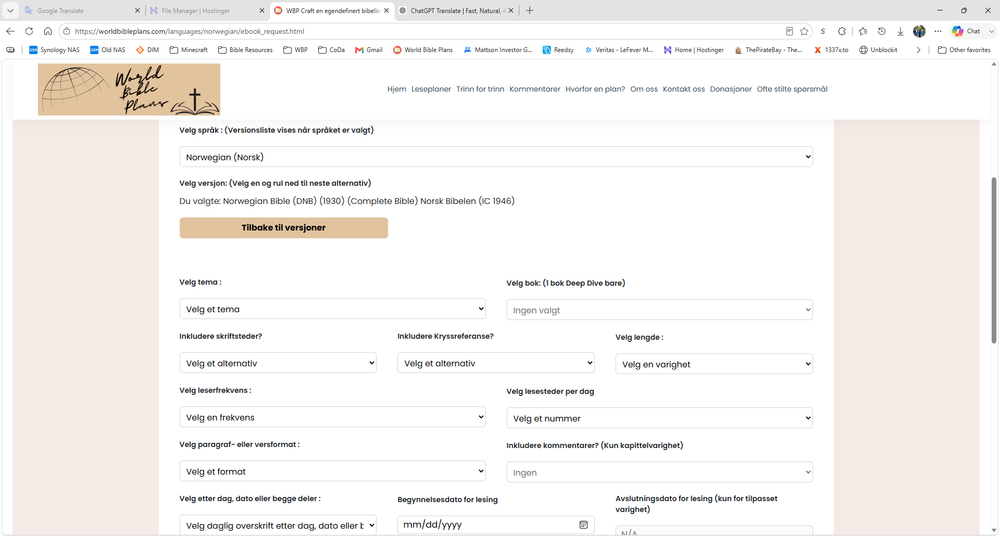 Google Translate
File Manager | Hostinger
WBP Craft en egendefinert bibelle
ChatGPT Translate | Fast, Natural,
https://worldbibleplans.com/languages/norwegian/ebook_request.html
Chat
Synology NAS
Old NAS
DIM
Minecraft
Bible Resources
WBP
CoDa
Gmail
World Bible Plans
Mattson Investor G...
Reedsy
Veritas - LeFever M...
Home | Hostinger
ThePirateBay - The...
1337x.to
Unblockit
Other favorites
World
Bible
Plans
Hjem Leseplaner Trinn for trinn Kommentarer Hvorfor en plan? Om oss Kontakt oss Donasjoner Ofte stilte spørsmål
Velg språk : (Versionsliste vises når språket er valgt)
Norwegian (Norsk)
Velg versjon: (Velg en og rul ned til neste alternativ)
Du valgte: Norwegian Bible (DNB) (1930) (Complete Bible) Norsk Bibelen (IC 1946)
Tilbake til versjoner
Velg tema :
Velg bok: (1 bok Deep Dive bare)
Velg et tema
Ingen valgt
Inkludere skriftsteder?
Inkludere Kryssreferanse?
Velg lengde :
Velg et alternativ
Velg et alternativ
Velg en varighet
Velg leserfrekvens :
Velg lesesteder per dag
Velg en frekvens
Velg et nummer
Velg paragraf- eller versformat :
Inkludere kommentarer? (Kun kapittelvarighet)
Velg et format
Ingen
Velg etter dag, dato eller begge deler :
Begynnelsesdato for lesing
Avslutningsdato for lesing (kun for tilpasset
varighet)
Velg daglig overskrift etter dag, dato eller b
mm/dd/yyyy
N/A